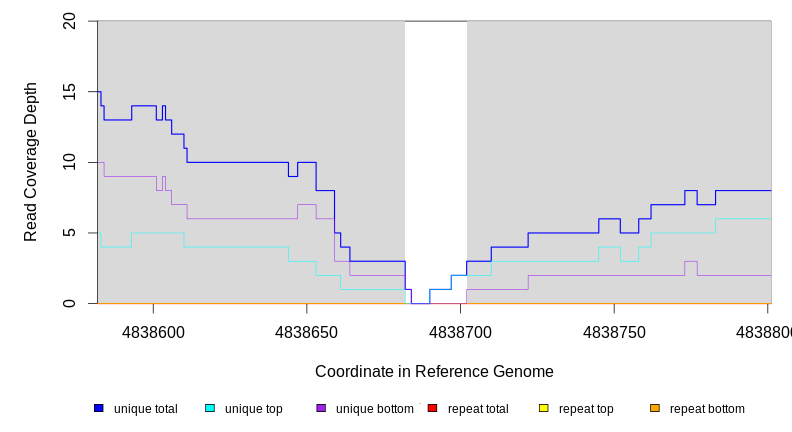 20
15
10
5
0
Read Coverage Depth
4838600 4838650 4838700 4838750 4838800
Coordinate in Reference Genome
unique total unique top unique bottom repeat total repeat top repeat bottom